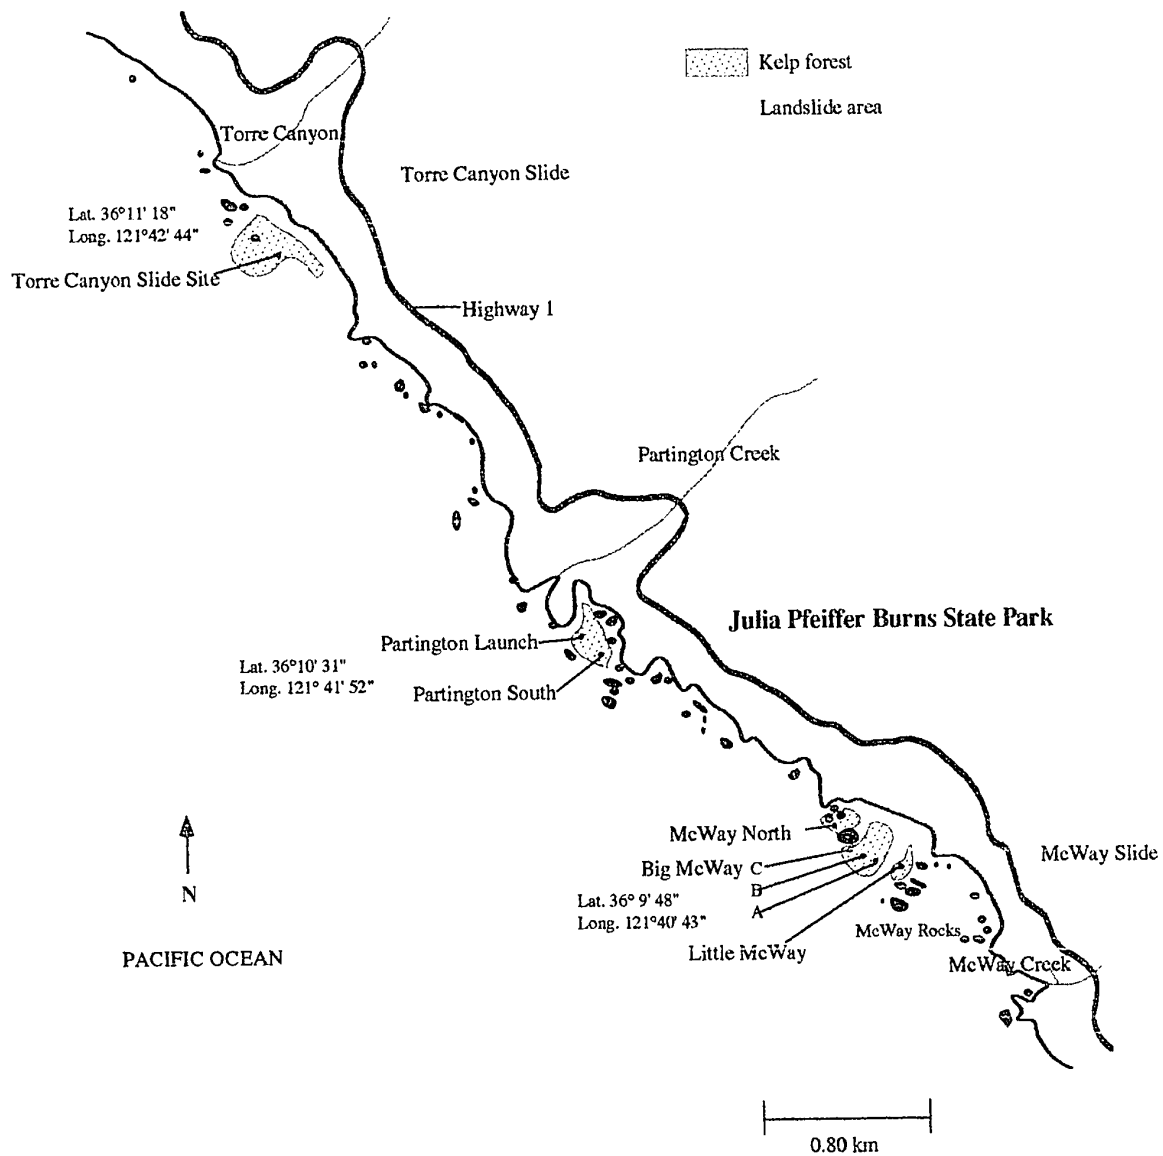 Kelp forest
Landslide area
Torre Canyon
Torre Canyon Slide
Lat. 36°11' 18"
Long. 121°42' 44"
Torre Canyon Slide Site
Highway 1
Partington Creek
Julia Pfeiffer Burns State Park
Partington Launch
Lat. 36°10' 31"
Long. 121° 41' 52"
Partington South
McWay North
McWay Slide
Big McWay C
B
A
Lat. 36° 9' 48"
Long. 121°40' 43"
N
McWay Rocks
Little McWay
PACIFIC OCEAN
McWay Creek
0.80 km